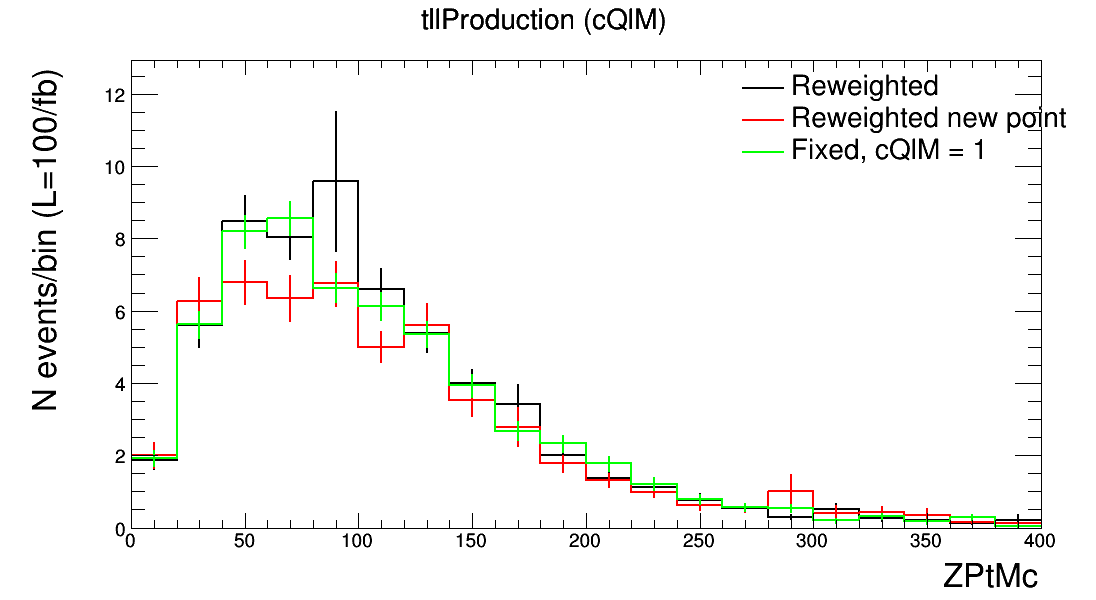 tllProduction (cQlM)
N events/bin (L=100/fb)
Reweighted
Reweighted new point
Fixed, cQlM = 1
12
10
8
6
4
2
0
0 50 100 150 200 250 300 350 400
ZPtMc